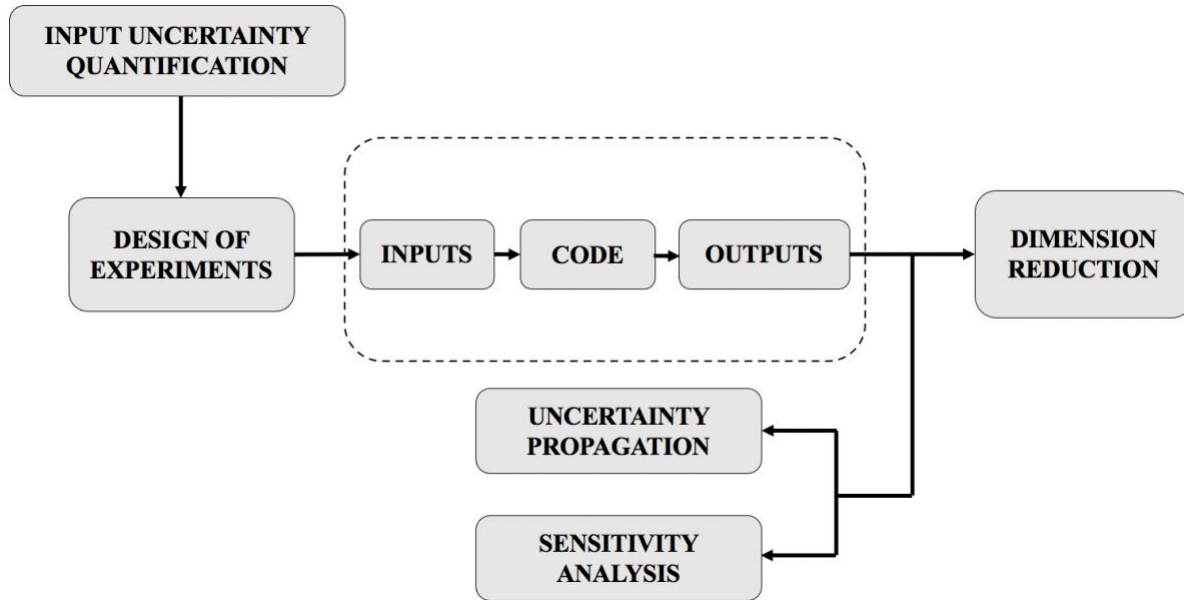 INPUT UNCERTAINTY
QUANTIFICATION
DESIGN OF
EXPERIMENTS
INPUTS
CODE
OUTPUTS
DIMENSION
REDUCTION
UNCERTAINTY
PROPAGATION
SENSITIVITY
ANALYSIS